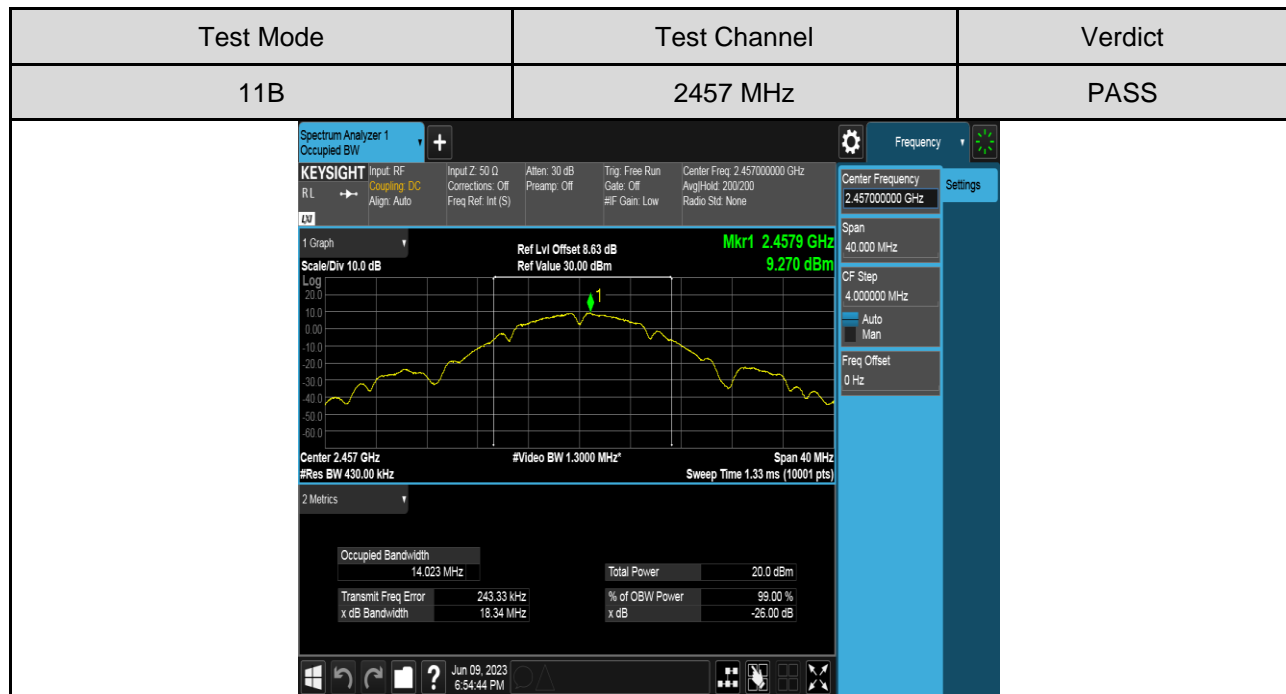 Test Mode Test Channel Verdict
11B 2457 MHz PASS
Spectrum Analyzer 1
Occupied BW
+
Frequency
KEYSIGHT Input: RF Input Z: 50 Ω Atten: 30 dB Trig: Free Run Center Freq: 2.457000000 GHz
RL Coupling: DC Corrections: Off Preamp: Off Gate: Off Avg|Hold: 200/200
Align: Auto Freq Ref: Int (S) #IF Gain: Low Radio Std: None
LXI
Center Frequency
2.457000000 GHz
Settings
Span
40.000 MHz
CF Step
4.000000 MHz
Auto
Man
Freq Offset
0 Hz
1 Graph
Ref Lvl Offset 8.63 dB
Mkr1 2.4579 GHz
Scale/Div 10.0 dB Ref Value 30.00 dBm 9.270 dBm
Log
20.0
1
10.0
0.00
-10.0
-20.0
-30.0
-40.0
-50.0
-60.0
Center 2.457 GHz #Video BW 1.3000 MHz* Span 40 MHz
#Res BW 430.00 kHz Sweep Time 1.33 ms (10001 pts)
2 Metrics
Occupied Bandwidth
14.023 MHz Total Power 20.0 dBm
Transmit Freq Error 243.33 kHz % of OBW Power 99.00 %
x dB Bandwidth 18.34 MHz x dB -26.00 dB
? Jun 09, 2023
6:54:44 PM